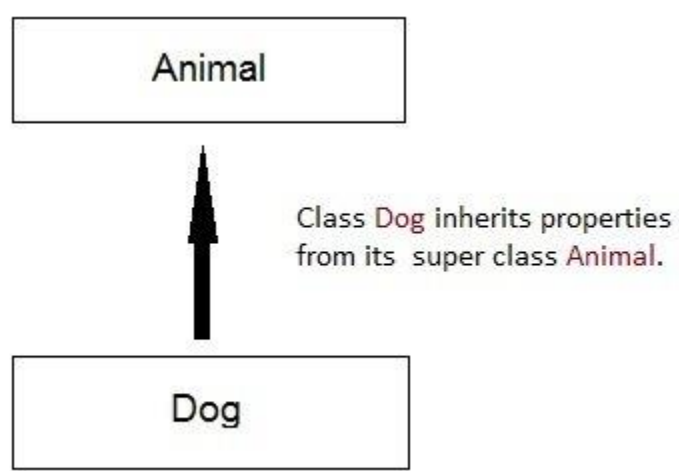 Animal
Class Dog inherits properties
from its super class Animal.
Dog